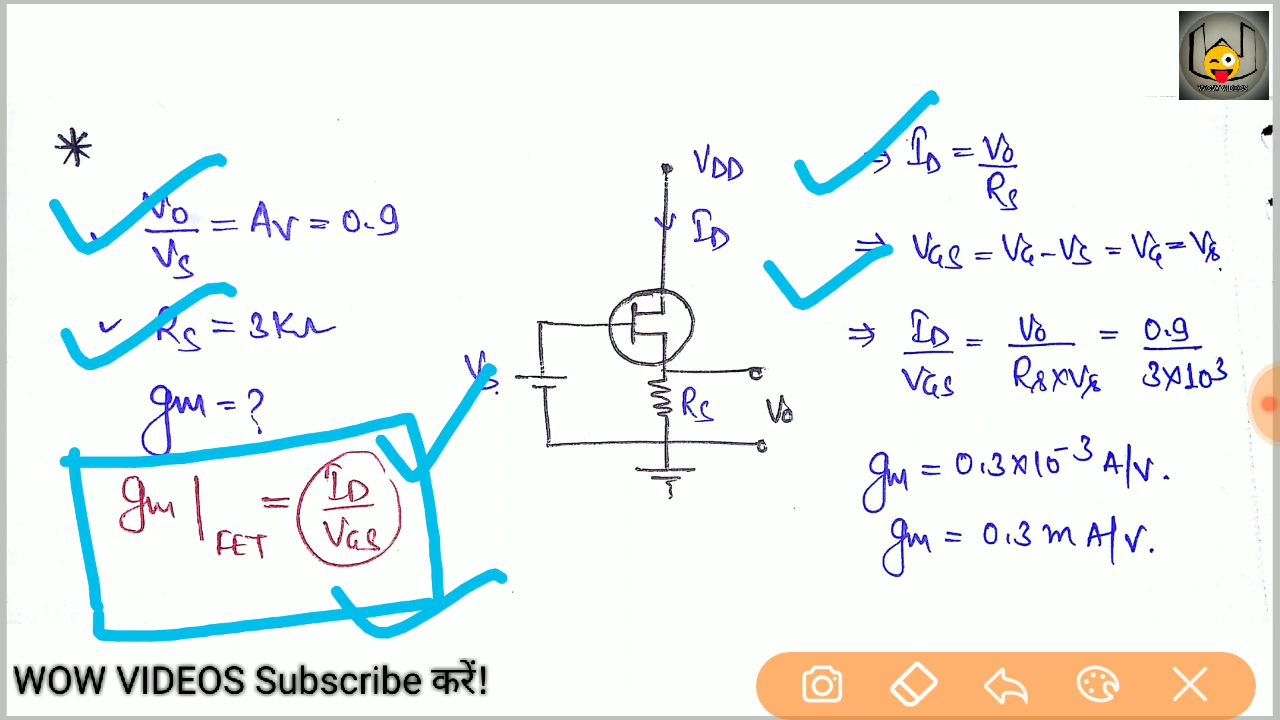 *
V₀/Vs = Av = 0.9
Rs = 3KΩ
gm = ?
gm|FET = ID/VGS
VDD
ID
Vs
Rs
V₀
⇒ ID = V₀/Rs
⇒ VGS = VG - VS = VG = Vs.
⇒ ID/VGS = V₀/Rs×Vs = 0.9/3×10³
gm = 0.3×10⁻³ A/V.
gm = 0.3 m A/V.
WOW VIDEOS
WOW VIDEOS Subscribe करें!